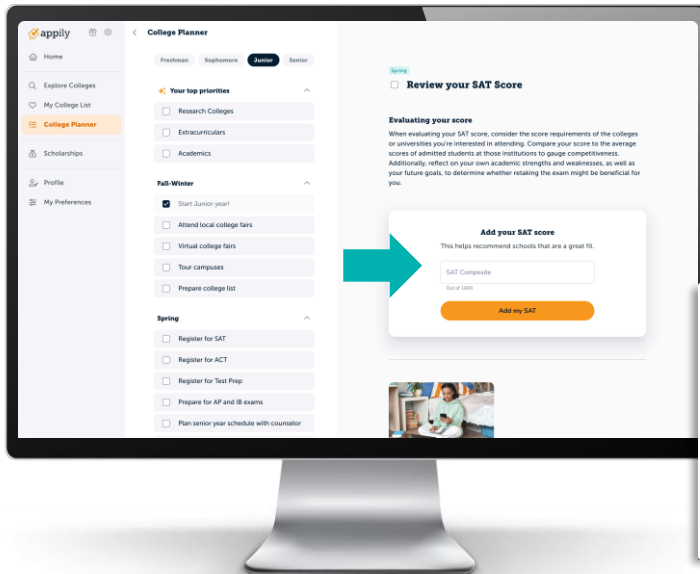 appily
Home
Explore Colleges
My College List
College Planner
Scholarships
Profile
My Preferences
College Planner
Freshman Sophomore Junior Senior
Your top priorities
Research Colleges
Extracurriculars
Academics
Fall-Winter
Start Junior year!
Attend local college fairs
Virtual college fairs
Tour campuses
Prepare college list
Spring
Register for SAT
Register for ACT
Register for Test Prep
Prepare for AP and IB exams
Plan senior year schedule with counselor
Spring
Review your SAT Score
Evaluating your score
When evaluating your SAT score, consider the score requirements of the colleges
or universities you're interested in attending. Compare your score to the average
scores of admitted students at those institutions to gauge competitiveness.
Additionally, reflect on your own academic strengths and weaknesses, as well as
your future goals, to determine whether retaking the exam might be beneficial for
you.
Add your SAT score
This helps recommend schools that are a great fit.
SAT Composite
Out of 1600
Add my SAT